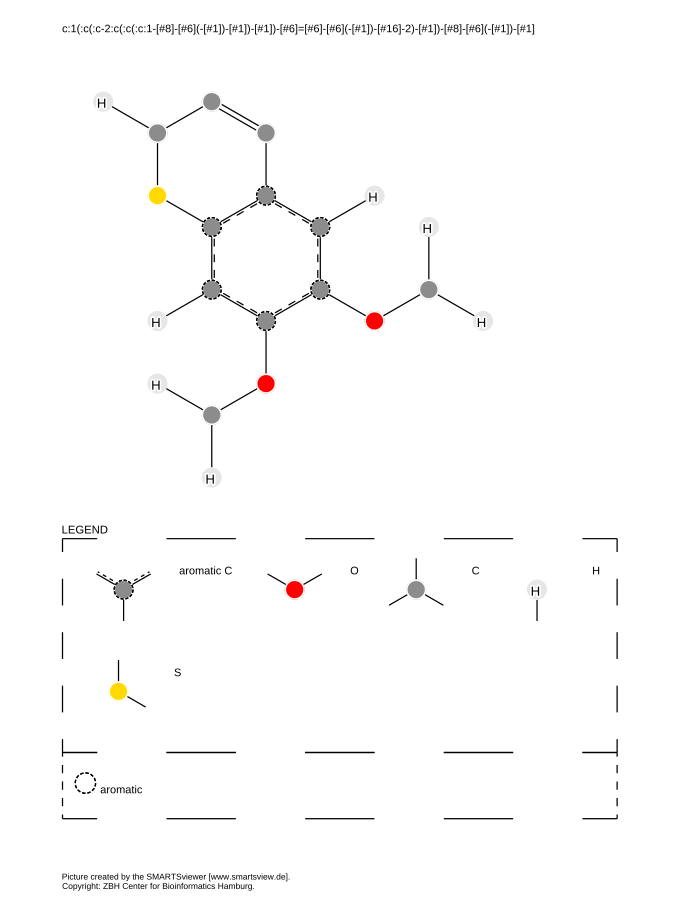 c:1(:c(:c-2:c(:c(:c:1-[#8]-[#6](-[#1])-[#1])-[#1])-[#6]=[#6]-[#6](-[#1])-[#16]-2)-[#1])-[#8]-[#6](-[#1])-[#1]
H
H
H
H
H
H
H
LEGEND
aromatic C O C H H
S
aromatic
Picture created by the SMARTSviewer [www.smartsview.de].
Copyright: ZBH Center for Bioinformatics Hamburg.